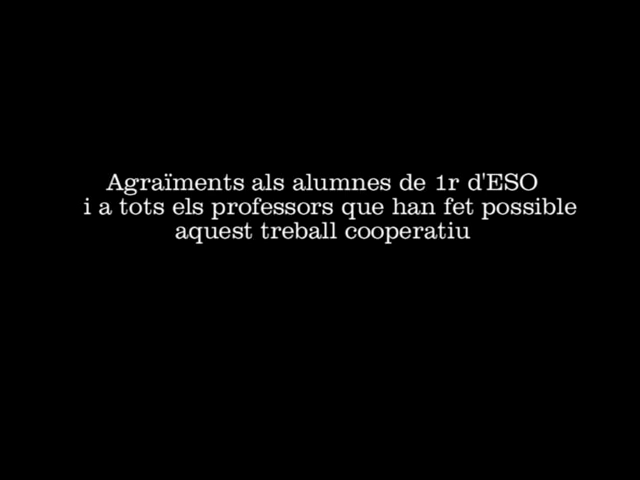 Agraïments als alumnes de 1r d'ESO
i a tots els professors que han fet possible
aquest treball cooperatiu